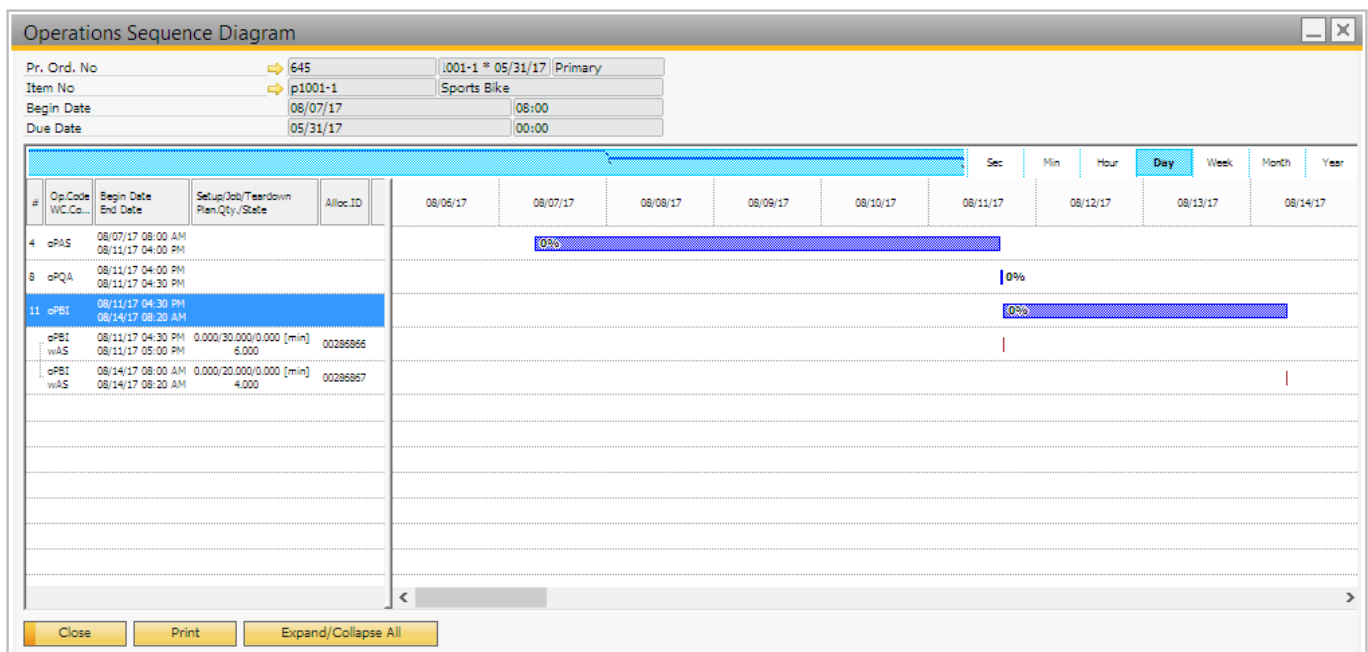 Operations Sequence Diagram
Pr. Ord. No 645 1001-1 * 05/31/17 Primary
Item No p1001-1 Sports Bike
Begin Date 08/07/17 08:00
Due Date 05/31/17 00:00
Sec Min Hour Day Week Month Year
# Op.Code Begin Date Setup/Job/Teardown Alloc.ID 08/06/17 08/07/17 08/08/17 08/09/17 08/10/17 08/11/17 08/12/17 08/13/17 08/14/17
WC.Co... End Date Plan.Qty./State
4 oPAS 08/07/17 08:00 AM 0%
08/11/17 04:00 PM
8 oPQA 08/11/17 04:00 PM 0%
08/11/17 04:30 PM
11 oPBI 08/11/17 04:30 PM 0%
08/14/17 08:20 AM
oPBI 08/11/17 04:30 PM 0.000/30.000/0.000 [min] 00286866
wAS 08/11/17 05:00 PM 6.000
oPBI 08/14/17 08:00 AM 0.000/20.000/0.000 [min] 00286867
wAS 08/14/17 08:20 AM 4.000
Close Print Expand/Collapse All